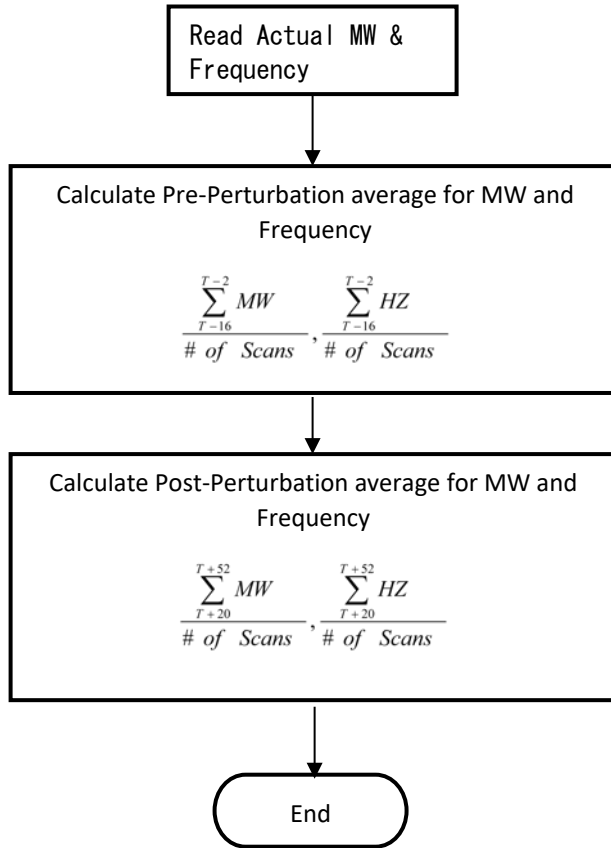 Read Actual MW &
Frequency
Calculate Pre-Perturbation average for MW and
Frequency
T−2 T−2
∑ MW ∑ HZ
T−16 , T−16
# of Scans # of Scans
Calculate Post-Perturbation average for MW and
Frequency
T+52 T+52
∑ MW ∑ HZ
T+20 , T+20
# of Scans # of Scans
End